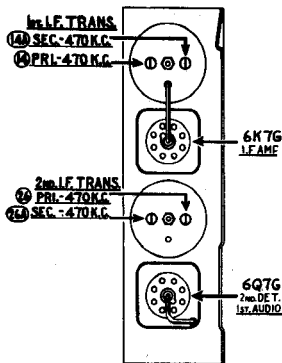 1st. I.F. TRANS.
14A SEC.-470 K.C.
14 PRI.-470 K.C.
6K7G
I.F. AMP.
2ND. I.F. TRANS.
26 PRI.-470 K.C.
26A SEC.-470 K.C.
6Q7G
2ND. DET.
1ST. AUDIO